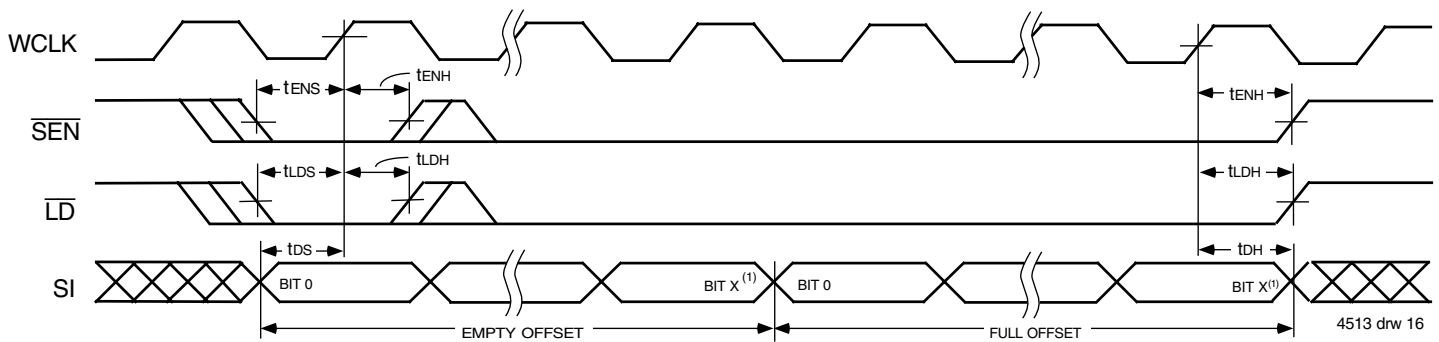 WCLK
tENH
tENS
tENH
SEN
tLDH
tLDS
tLDH
LD
tDS
tDH
SI
BIT 0
BIT X (1)
BIT 0
BIT X(1)
EMPTY OFFSET
FULL OFFSET
4513 drw 16